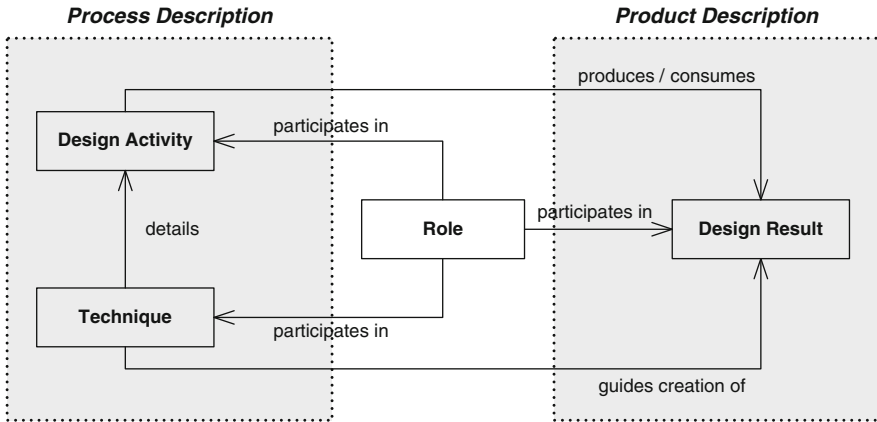 Process Description
Product Description
produces / consumes
Design Activity
participates in
details
Role
participates in
Design Result
Technique
participates in
guides creation of